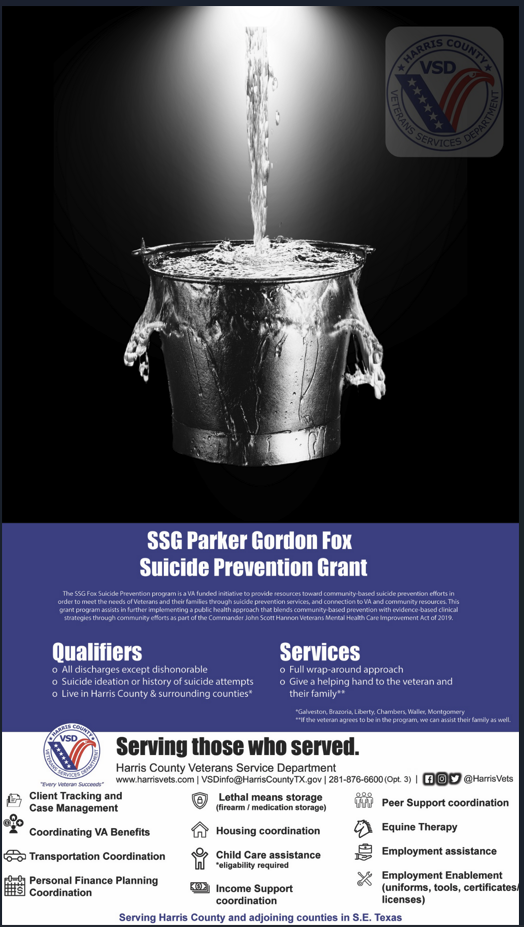 HARRIS COUNTY
VSD
VETERANS SERVICES DEPARTMENT
SSG Parker Gordon Fox
Suicide Prevention Grant
The SSG Fox Suicide Prevention program is a VA funded initiative to provide resources toward community-based suicide prevention efforts in
order to meet the needs of Veterans and their families through suicide prevention services, and connection to VA and community resources. This
grant program assists in further implementing a public health approach that blends community-based prevention with evidence-based clinical
strategies through community efforts as part of the Commander John Scott Hannon Veterans Mental Health Care Improvement Act of 2019.
Qualifiers
o All discharges except dishonorable
o Suicide ideation or history of suicide attempts
o Live in Harris County & surrounding counties*
Services
o Full wrap-around approach
o Give a helping hand to the veteran and
their family**
*Galveston, Brazoria, Liberty, Chambers, Waller, Montgomery
**If the veteran agrees to be in the program, we can assist their family as well.
HARRIS COUNTY
VSD
VETERANS SERVICES DEPARTMENT
"Every Veteran Succeeds"
Serving those who served.
Harris County Veterans Service Department
www.harrisvets.com | VSDinfo@HarrisCountyTX.gov | 281-876-6600 (Opt. 3) | @HarrisVets
Client Tracking and
Case Management
Coordinating VA Benefits
Transportation Coordination
Personal Finance Planning
Coordination
Lethal means storage
(firearm / medication storage)
Housing coordination
Child Care assistance
*eligibility required
Income Support
coordination
Peer Support coordination
Equine Therapy
Employment assistance
Employment Enablement
(uniforms, tools, certificates/
licenses)
Serving Harris County and adjoining counties in S.E. Texas